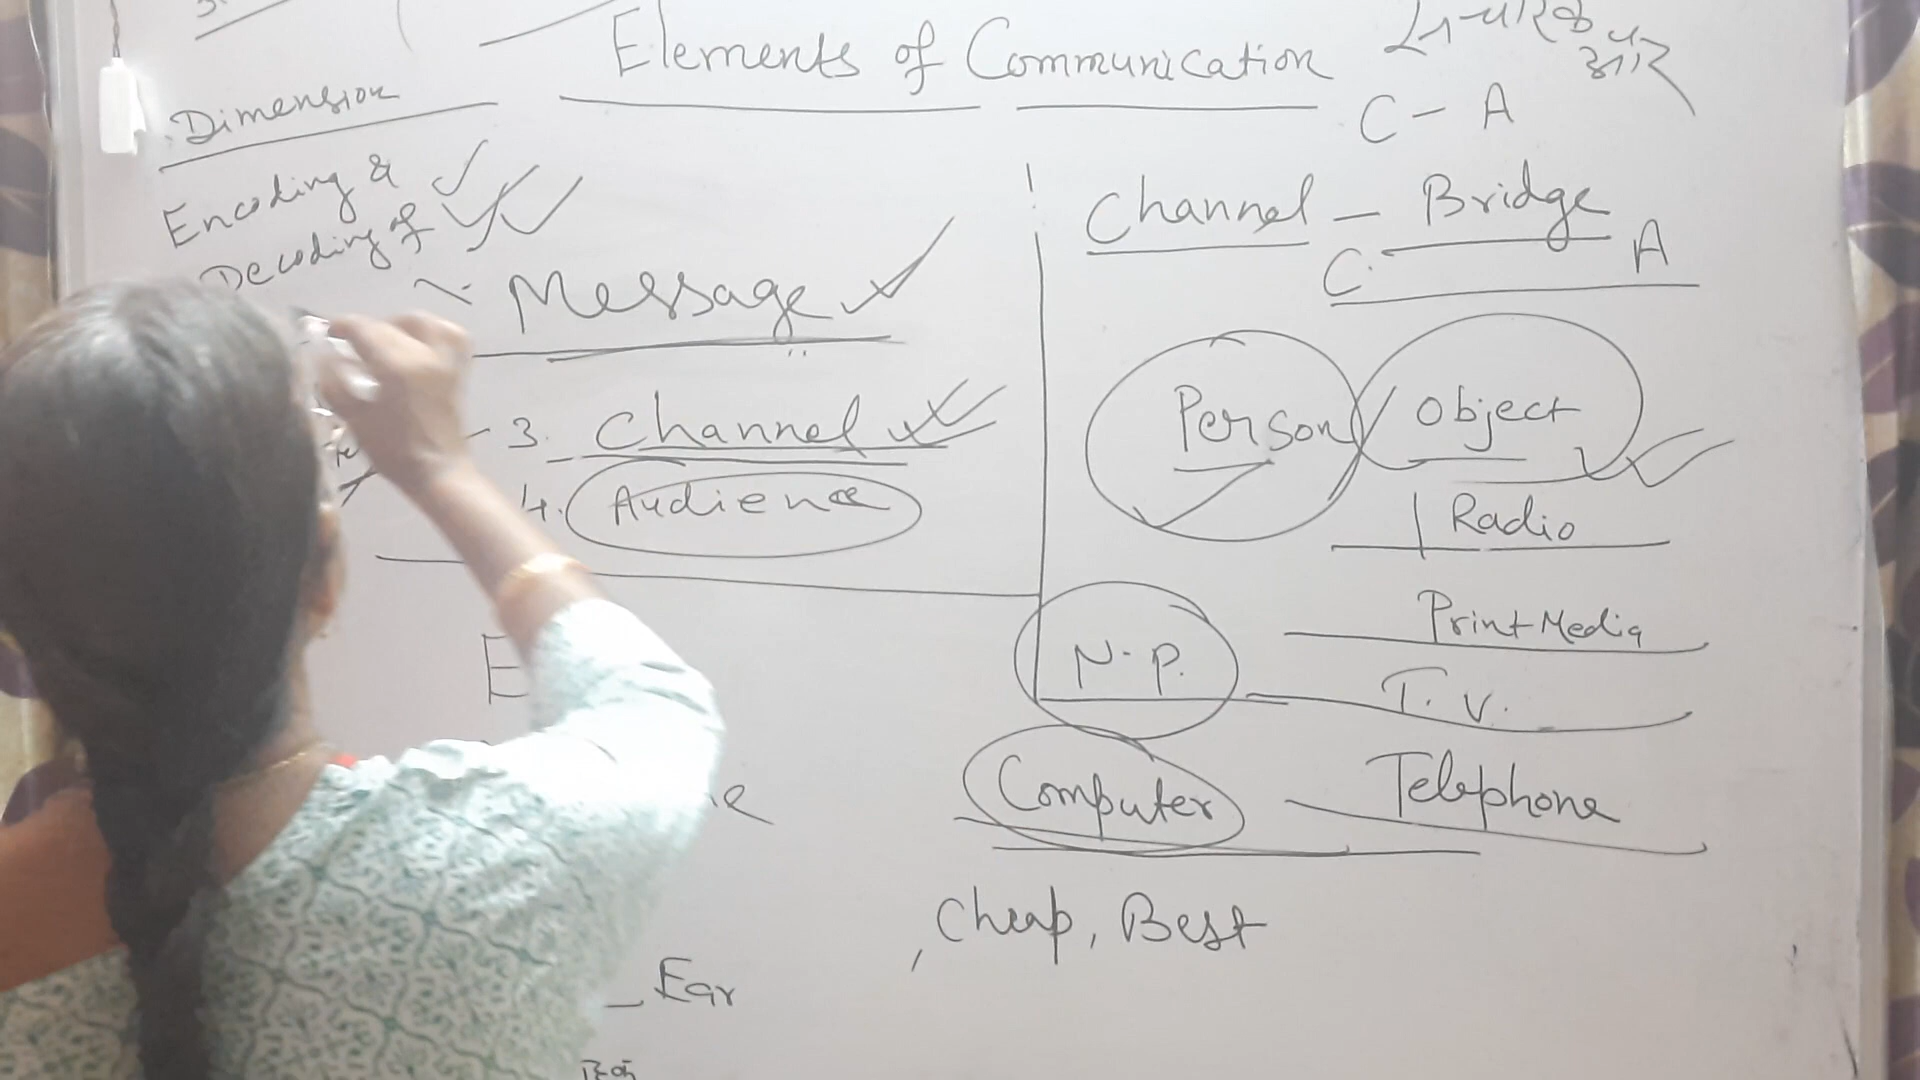 3.
Elements of Communication
C - A
Dimension
Encoding &
Decoding of
Message
3. Channel
4. Audience
E
Channel - Bridge
C A
Person / Object
Radio
Print Media
N.P.
T.V.
Computer
Telephone
Cheap, Best
Ear